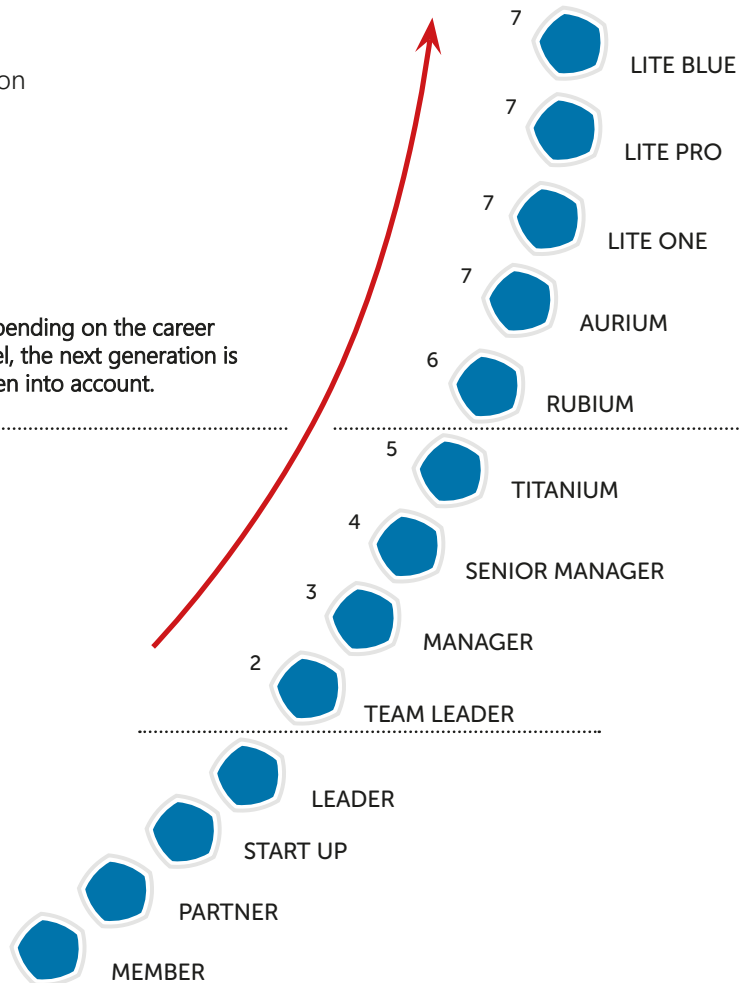 7
LITE BLUE
on
7
LITE PRO
7
LITE ONE
7
AURIUM
pending on the career
el, the next generation is
en into account.
6
RUBIUM
5
TITANIUM
4
SENIOR MANAGER
3
MANAGER
2
TEAM LEADER
LEADER
START UP
PARTNER
MEMBER